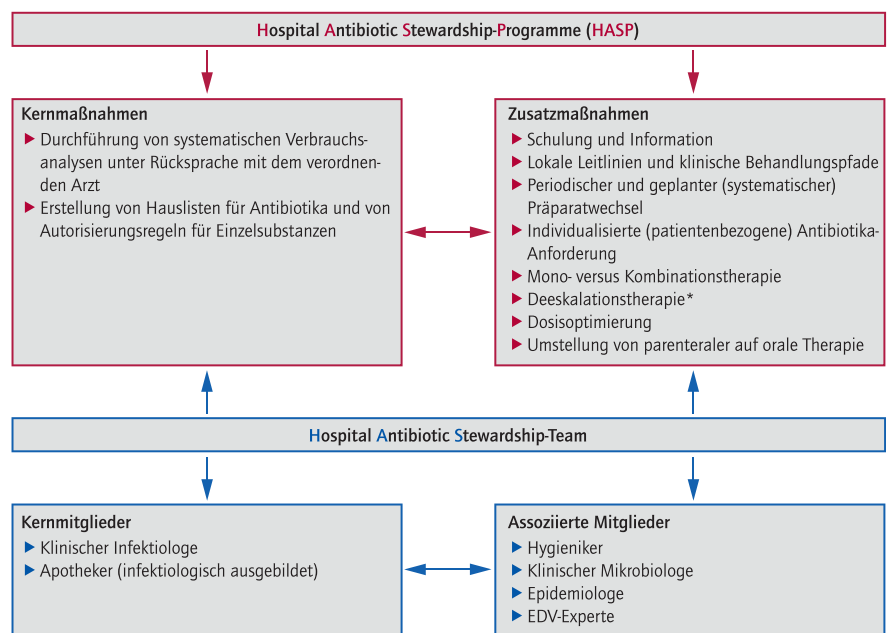 Hospital Antibiotic Stewardship-Programme (HASP)
Kernmaßnahmen
▶ Durchführung von systematischen Verbrauchs-
analysen unter Rücksprache mit dem verordnen-
den Arzt
▶ Erstellung von Hauslisten für Antibiotika und von
Autorisierungsregeln für Einzelsubstanzen
Zusatzmaßnahmen
▶ Schulung und Information
▶ Lokale Leitlinien und klinische Behandlungspfade
▶ Periodischer und geplanter (systematischer)
Präparatwechsel
▶ Individualisierte (patientenbezogene) Antibiotika-
Anforderung
▶ Mono- versus Kombinationstherapie
▶ Deeskalationstherapie*
▶ Dosisoptimierung
▶ Umstellung von parenteraler auf orale Therapie
Hospital Antibiotic Stewardship-Team
Kernmitglieder
▶ Klinischer Infektiologe
▶ Apotheker (infektiologisch ausgebildet)
Assoziierte Mitglieder
▶ Hygieniker
▶ Klinischer Mikrobiologe
▶ Epidemiologe
▶ EDV-Experte